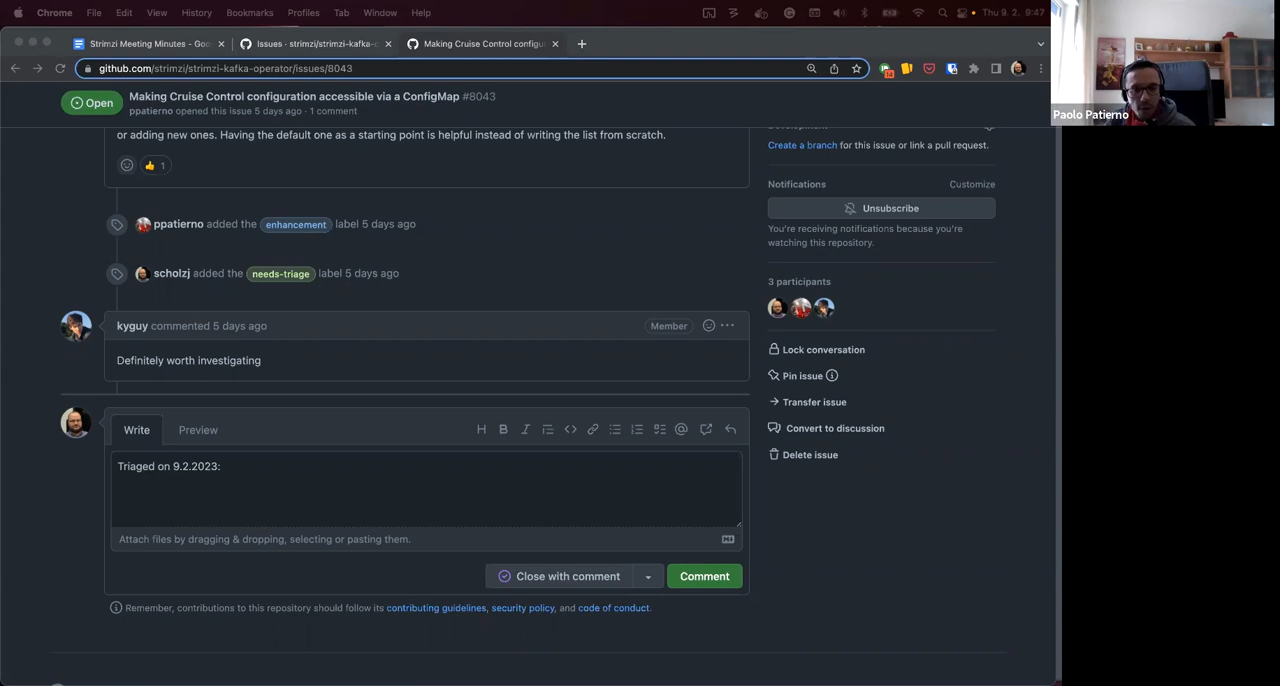 Chrome File Edit View History Bookmarks Profiles Tab Window Help Thu 9. 2. 9:47
Strimzi Meeting Minutes - Goo
Issues · strimzi/strimzi-kafka-o
Making Cruise Control configu
github.com/strimzi/strimzi-kafka-operator/issues/8043
14
Paolo Patierno
Open
Making Cruise Control configuration accessible via a ConfigMap #8043
ppatierno opened this issue 5 days ago · 1 comment
or adding new ones. Having the default one as a starting point is helpful instead of writing the list from scratch.
1
ppatierno added the enhancement label 5 days ago
scholzj added the needs-triage label 5 days ago
kyguy commented 5 days ago
Member
Definitely worth investigating
Write
Preview
Triaged on 9.2.2023:
Attach files by dragging & dropping, selecting or pasting them.
Close with comment
Comment
Remember, contributions to this repository should follow its contributing guidelines, security policy, and code of conduct.
Development
Create a branch for this issue or link a pull request.
Notifications
Customize
Unsubscribe
You're receiving notifications because you're
watching this repository.
3 participants
Lock conversation
Pin issue
Transfer issue
Convert to discussion
Delete issue